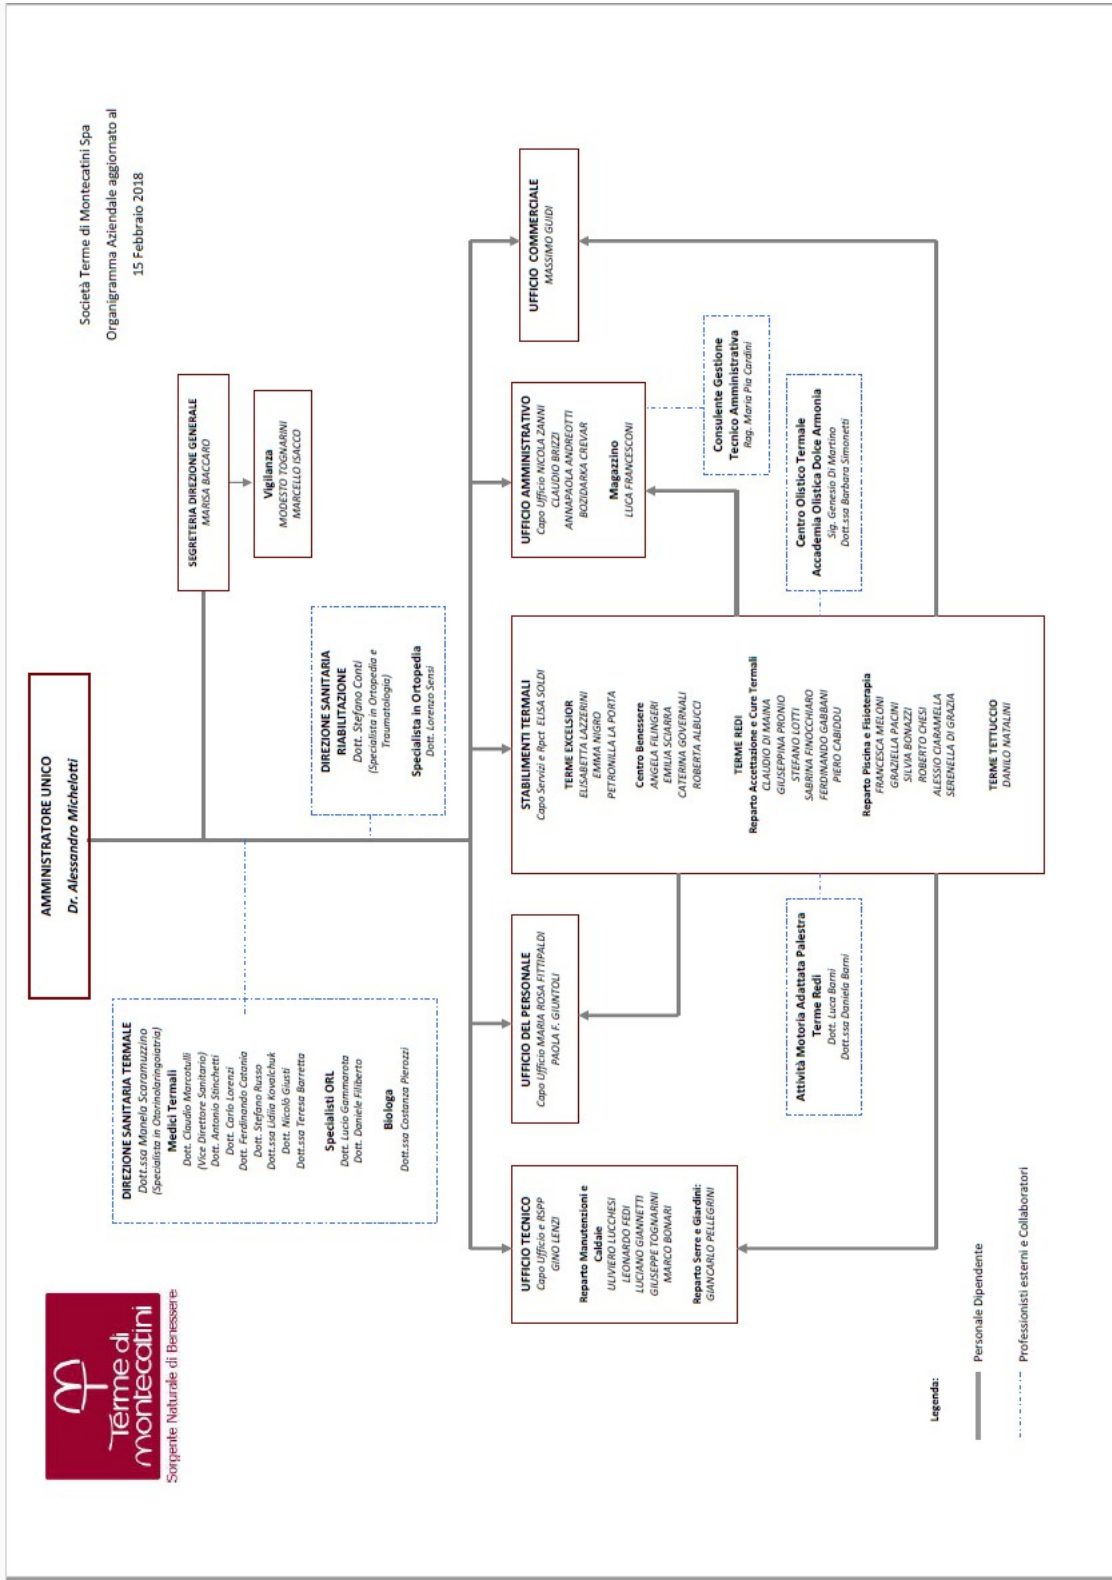 Terme di
montecatini
Sorgente Naturale di Benessere
Società Terme di Montecatini Spa
Organigramma Aziendale aggiornato al
15 Febbraio 2018
AMMINISTRATORE UNICO
Dr. Alessandro Michelotti
SEGRETERIA DIREZIONE GENERALE
MARISA BACCARO
Vigilanza
MODESTO TOGNARINI
MARCELLO ISACCO
DIREZIONE SANITARIA TERMALE
Dott.ssa Manela Scaramuzzino
(Specialista in Otorinolaringoiatria)
Medici Termali
Dott. Claudio Marcotulli
(Vice Direttore Sanitario)
Dott. Antonio Stinchetti
Dott. Carlo Lorenzi
Dott. Ferdinando Catania
Dott. Stefano Russo
Dott.ssa Lidiia Kovalchuk
Dott. Nicolò Giusti
Dott.ssa Teresa Barretta
Specialisti ORL
Dott. Lucio Gammarota
Dott. Daniele Filiberto
Biologa
Dott.ssa Costanza Pierozzi
DIREZIONE SANITARIA
RIABILITAZIONE
Dott. Stefano Conti
(Specialista in Ortopedia e
Traumatologia)
Specialista in Ortopedia
Dott. Lorenzo Sensi
UFFICIO TECNICO
Capo Ufficio e RSPP
GINO LENZI
Reparto Manutenzioni e
Caldaie
ULIVIERO LUCCHESI
LEONARDO FEDI
LUCIANO GIANNETTI
GIUSEPPE TOGNARINI
MARCO BONARI
Reparto Serre e Giardini:
GIANCARLO PELLEGRINI
UFFICIO DEL PERSONALE
Capo Ufficio MARIA ROSA FITTIPALDI
PAOLA F. GIUNTOLI
STABILIMENTI TERMALI
Capo Servizi e Rpct ELISA SOLDI
TERME EXCELSIOR
ELISABETTA LAZZERINI
EMMA NIGRO
PETRONILLA LA PORTA
Centro Benessere
ANGELA FILINGERI
EMILIA SCIARRA
CATERINA GOVERNALI
ROBERTA ALBUCCI
TERME REDI
Reparto Accettazione e Cure Termali
CLAUDIO DI MAINA
GIUSEPPINA PRIONIO
STEFANO LOTTI
SABRINA FINOCCHIARO
FERDINANDO GABBANI
PIERO CABIDDU
Reparto Piscina e Fisioterapia
FRANCESCA MELONI
GRAZIELLA PACINI
SILVIA BONAZZI
ROBERTO CHESI
ALESSIO CIARAMELLA
SERENELLA DI GRAZIA
TERME TETTUCCIO
DANILO NATALINI
UFFICIO AMMINISTRATIVO
Capo Ufficio NICOLA ZANNI
CLAUDIO BRIZZI
ANNAPAOLA ANDREOTTI
BOZIDARKA CREVAR
Magazzino
LUCA FRANCESCONI
UFFICIO COMMERCIALE
MASSIMO GUIDI
Consulente Gestione
Tecnico Amministrativa
Rag. Maria Pia Cardini
Attività Motoria Adattata Palestra
Terme Redi
Dott. Luca Barni
Dott.ssa Daniela Barni
Centro Olistico Termale
Accademia Olistica Dolce Armonia
Sig. Genesio Di Martino
Dott.ssa Barbara Simonetti
Legenda:
Personale Dipendente
Professionisti esterni e Collaboratori